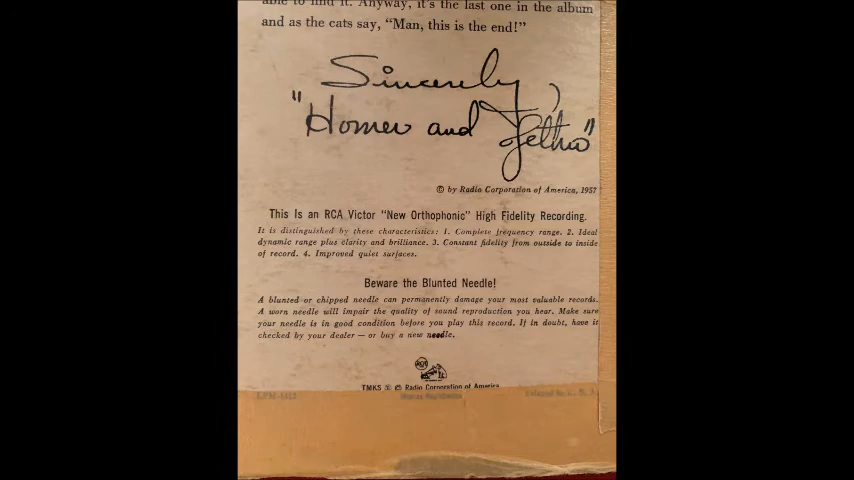 able to find it. Anyway, it's the last one in the album
and as the cats say, "Man, this is the end!"
Sincerely,
"Homer and Jethro"
© by Radio Corporation of America, 1957
This Is an RCA Victor "New Orthophonic" High Fidelity Recording.
It is distinguished by these characteristics: 1. Complete frequency range. 2. Ideal
dynamic range plus clarity and brilliance. 3. Constant fidelity from outside to inside
of record. 4. Improved quiet surfaces.
Beware the Blunted Needle!
A blunted or chipped needle can permanently damage your most valuable records.
A worn needle will impair the quality of sound reproduction you hear. Make sure
your needle is in good condition before you play this record. If in doubt, have it
checked by your dealer — or buy a new needle.
RCA
TMKS ® © Radio Corporation of America